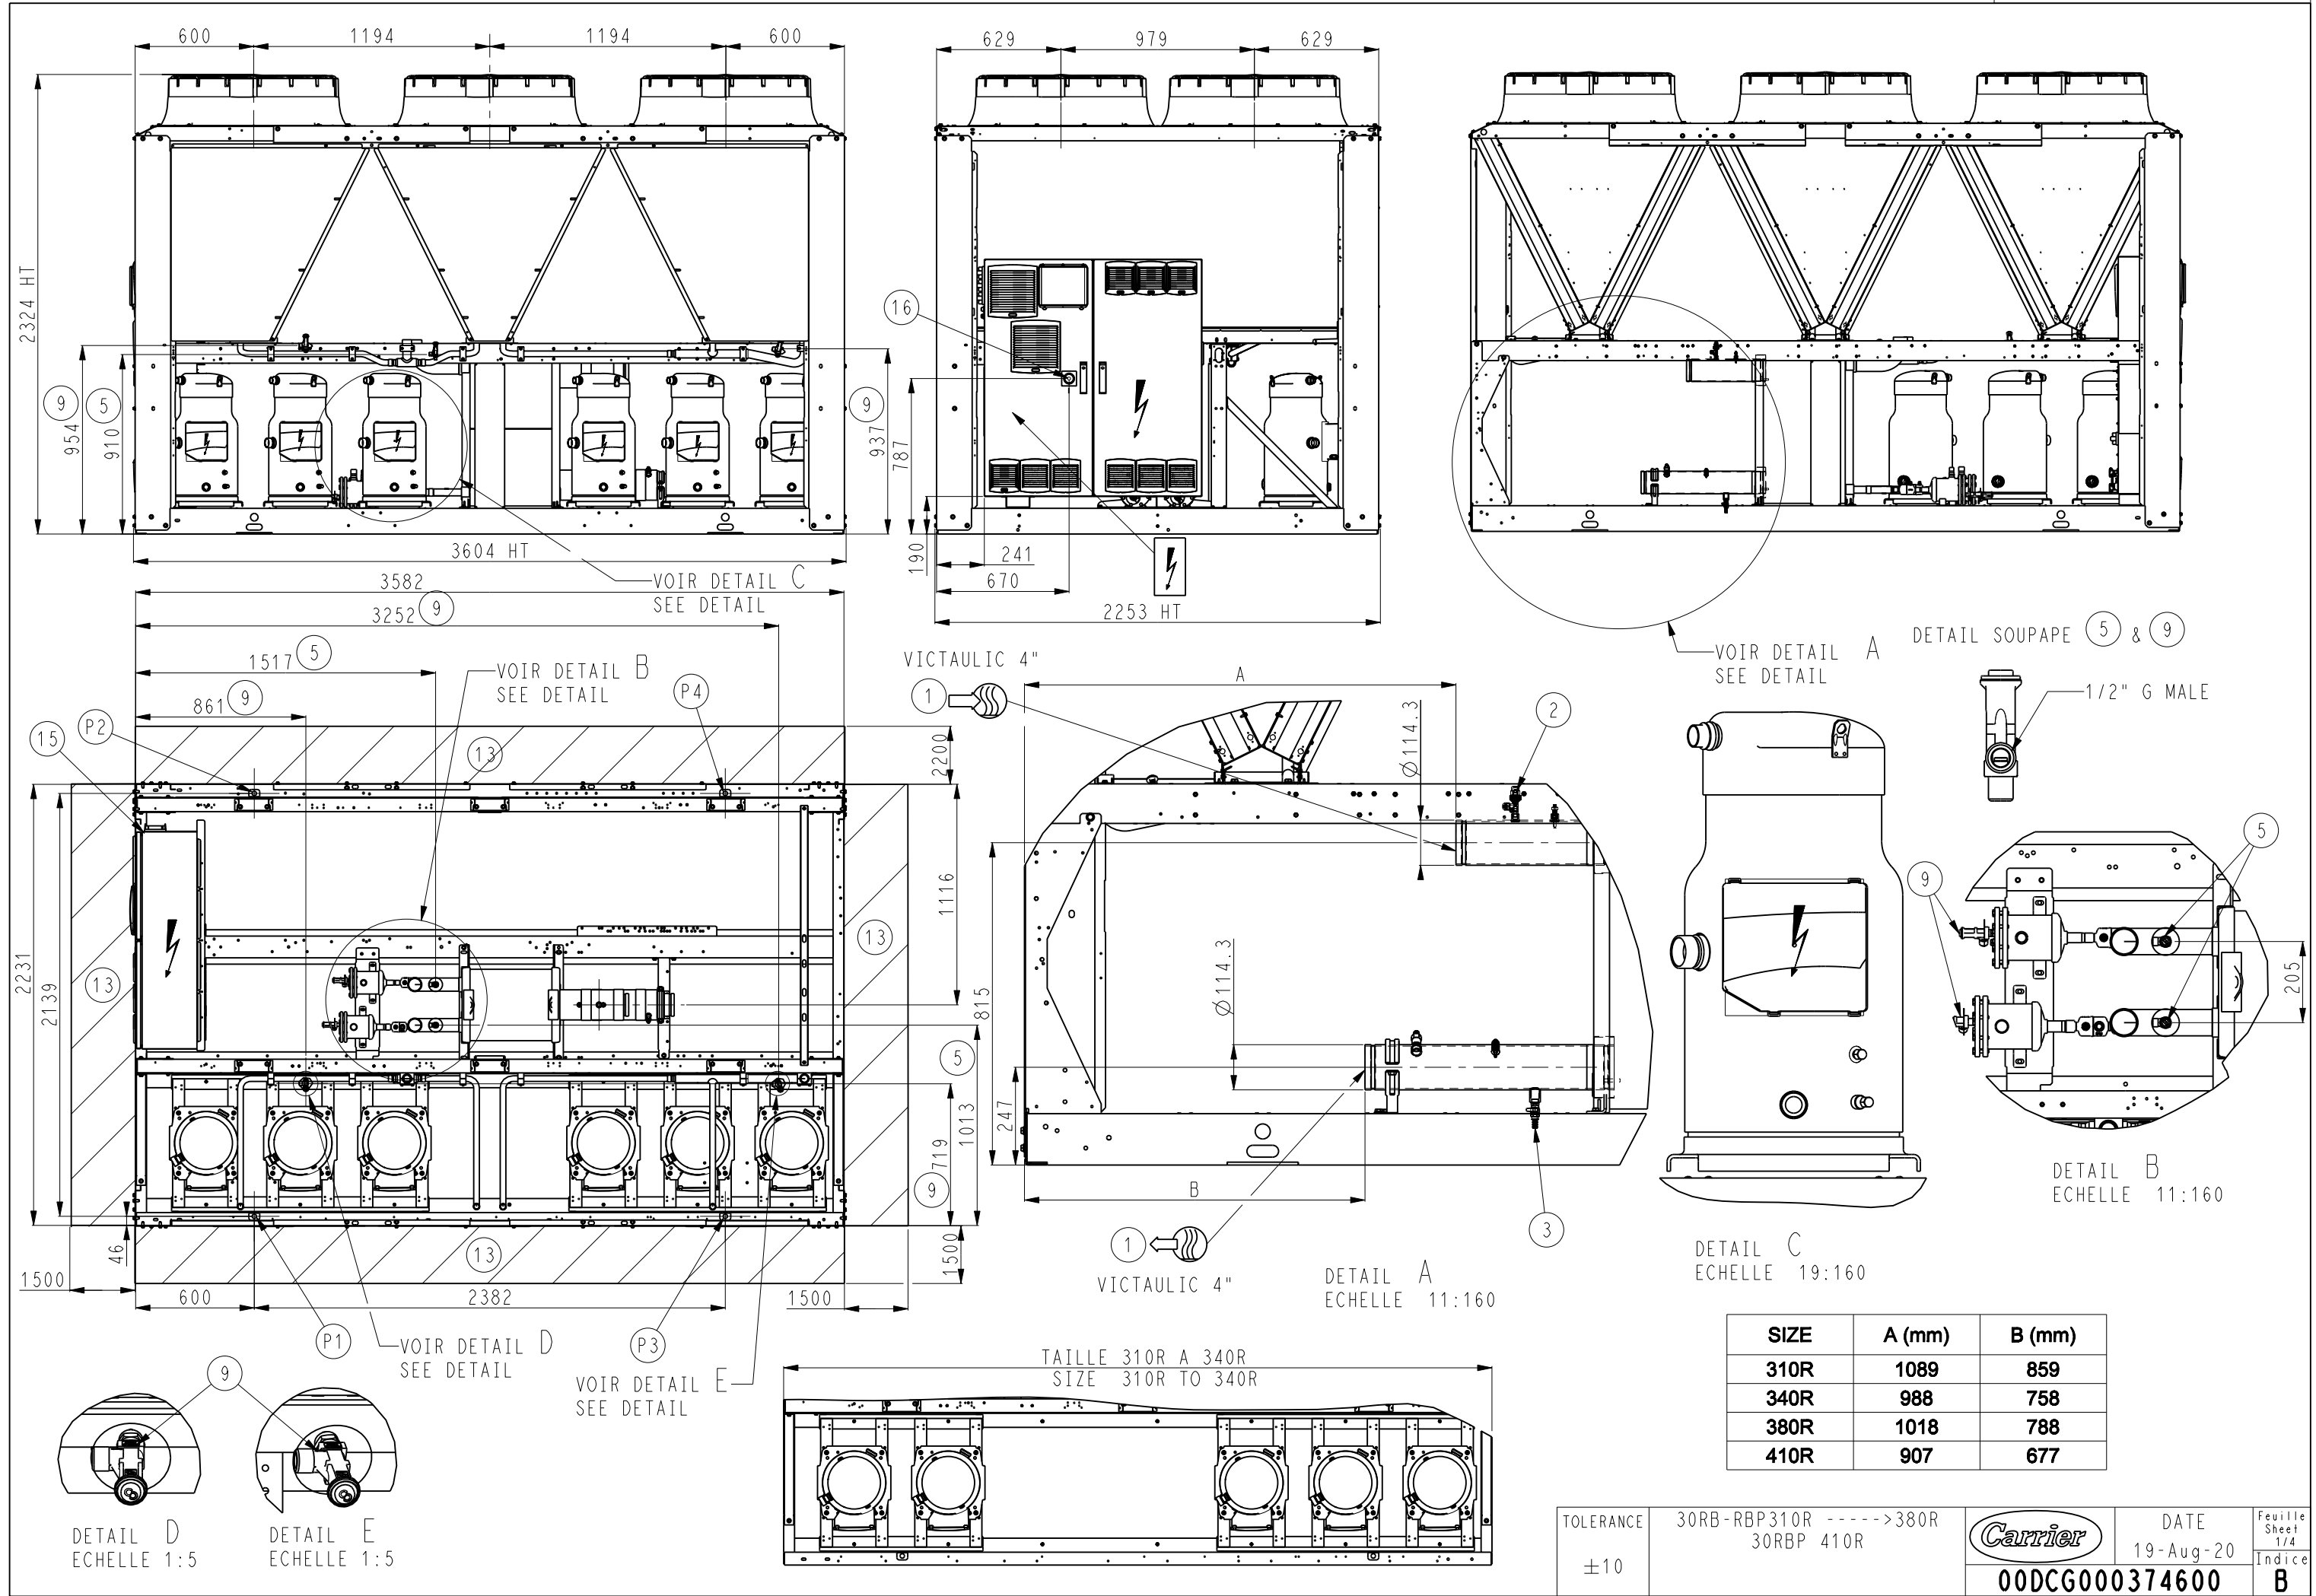 600
1194
1194
600
2324 HT
9
954
5
910
9
937
3604 HT
VOIR DETAIL C
SEE DETAIL
629
979
629
16
787
190
241
670
2253 HT
VOIR DETAIL A
SEE DETAIL
DETAIL SOUPAPE 5 & 9
1/2" G MALE
3582
3252 9
1517 5
861 9
VOIR DETAIL B
SEE DETAIL
P2
P4
15
13
2200
2231
2139
13
13
1116
5
1013
9
719
46
13
1500
1500
600
2382
1500
P1
P3
VOIR DETAIL D
SEE DETAIL
VOIR DETAIL E
SEE DETAIL
VICTAULIC 4"
1
A
2
Ø114.3
Ø114.3
815
247
B
1
VICTAULIC 4"
3
DETAIL A
ECHELLE 11:160
DETAIL C
ECHELLE 19:160
5
9
205
DETAIL B
ECHELLE 11:160
9
DETAIL D
ECHELLE 1:5
DETAIL E
ECHELLE 1:5
TAILLE 310R A 340R
SIZE 310R TO 340R
SIZE A (mm) B (mm)
310R 1089 859
340R 988 758
380R 1018 788
410R 907 677
TOLERANCE
±10
30RB-RBP310R ----->380R
30RBP 410R
Carrier
DATE
19-Aug-20
Feuille
Sheet
1/4
Indice
B
00DCG000374600